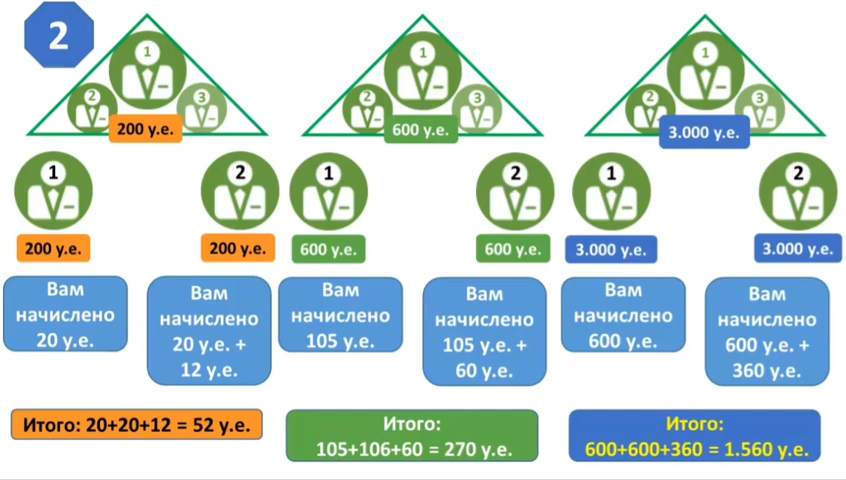 2
1
2
3
200 у.е.
1
2
3
600 у.е.
1
2
3
3.000 у.е.
1
2
1
2
1
2
200 у.е.
200 у.е.
600 у.е.
600 у.е.
3.000 у.е.
3.000 у.е.
Вам
начислено
20 у.е.
Вам
начислено
20 у.е. +
12 у.е.
Вам
начислено
105 у.е.
Вам
начислено
105 у.е. +
60 у.е.
Вам
начислено
600 у.е.
Вам
начислено
600 у.е. +
360 у.е.
Итого: 20+20+12 = 52 у.е.
Итого:
105+106+60 = 270 у.е.
Итого:
600+600+360 = 1.560 у.е.